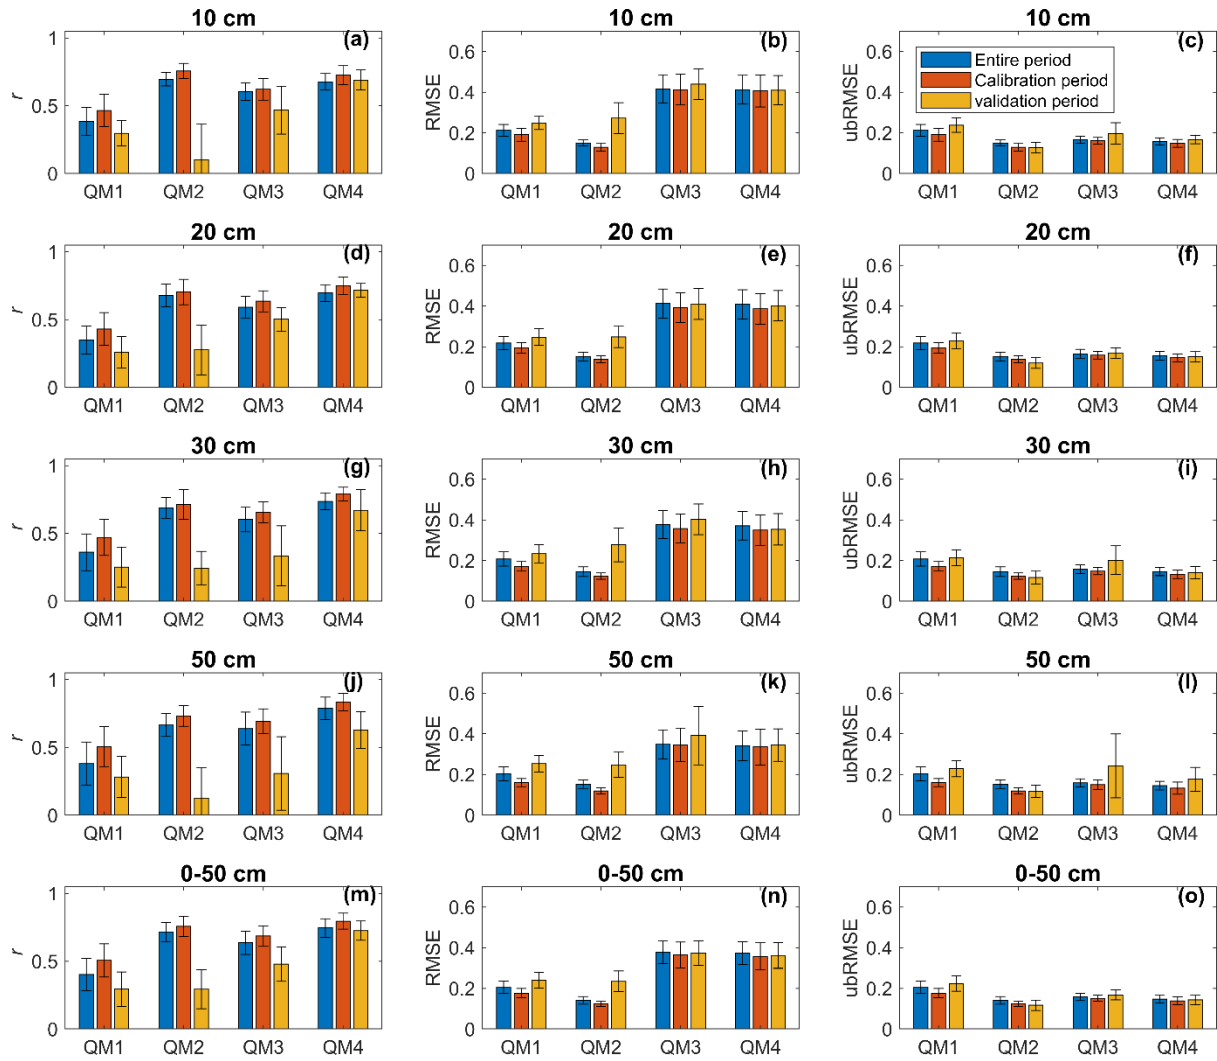 10 cm
(a)
1
0.5
0
r
QM1 QM2 QM3 QM4
10 cm
(b)
0.6
0.4
0.2
0
RMSE
QM1 QM2 QM3 QM4
10 cm
(c)
0.6
0.4
0.2
0
ubRMSE
Entire period
Calibration period
validation period
QM1 QM2 QM3 QM4
20 cm
(d)
1
0.5
0
r
QM1 QM2 QM3 QM4
20 cm
(e)
0.6
0.4
0.2
0
RMSE
QM1 QM2 QM3 QM4
20 cm
(f)
0.6
0.4
0.2
0
ubRMSE
QM1 QM2 QM3 QM4
30 cm
(g)
1
0.5
0
r
QM1 QM2 QM3 QM4
30 cm
(h)
0.6
0.4
0.2
0
RMSE
QM1 QM2 QM3 QM4
30 cm
(i)
0.6
0.4
0.2
0
ubRMSE
QM1 QM2 QM3 QM4
50 cm
(j)
1
0.5
0
r
QM1 QM2 QM3 QM4
50 cm
(k)
0.6
0.4
0.2
0
RMSE
QM1 QM2 QM3 QM4
50 cm
(l)
0.6
0.4
0.2
0
ubRMSE
QM1 QM2 QM3 QM4
0-50 cm
(m)
1
0.5
0
r
QM1 QM2 QM3 QM4
0-50 cm
(n)
0.6
0.4
0.2
0
RMSE
QM1 QM2 QM3 QM4
0-50 cm
(o)
0.6
0.4
0.2
0
ubRMSE
QM1 QM2 QM3 QM4